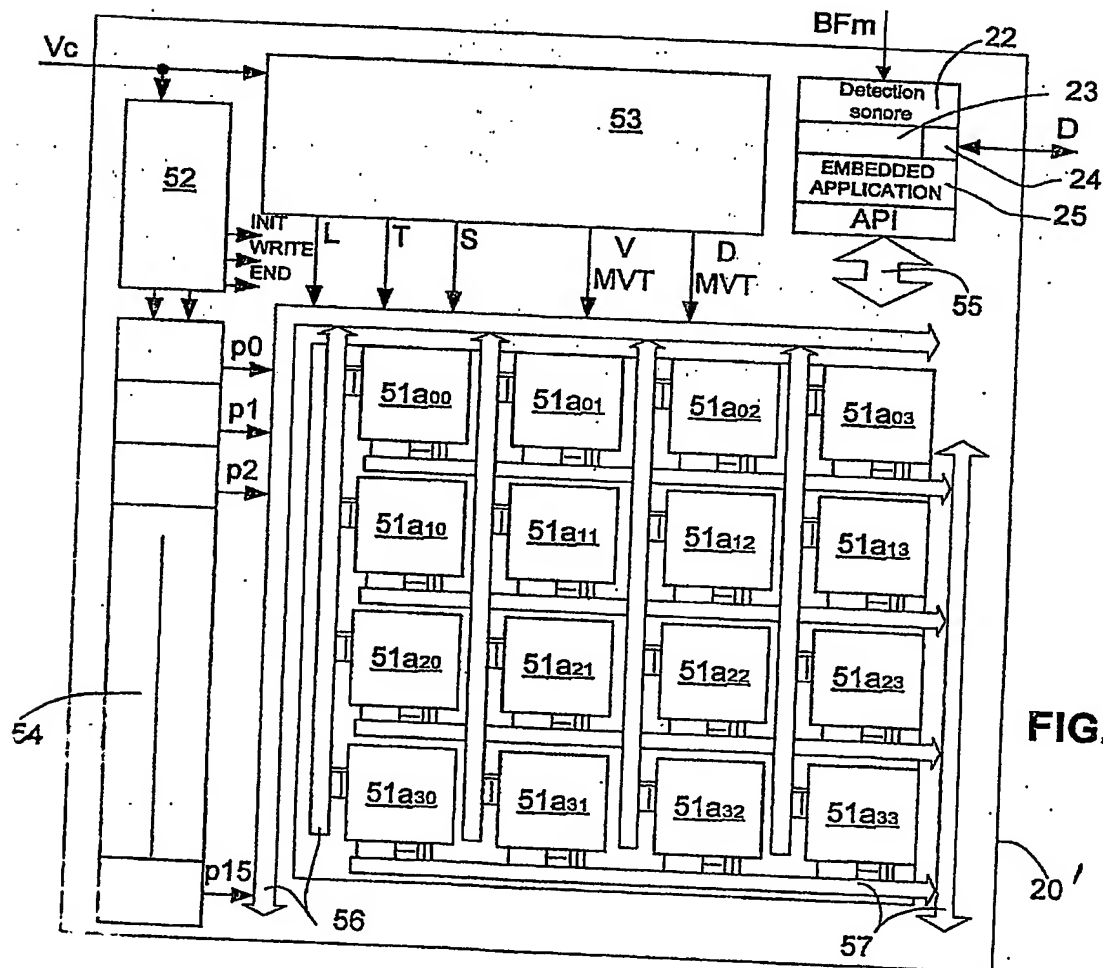 Vc
BFm
22
Detection
sonore
23
D
24
53
52
EMBEDDED
APPLICATION
25
API
INIT
WRITE
END
L
T
S
V
MVT
D
MVT
55
p0
p1
p2
51a00
51a01
51a02
51a03
51a10
51a11
51a12
51a13
51a20
51a21
51a22
51a23
54
FIG.
51a30
51a31
51a32
51a33
p15
56
57
20'